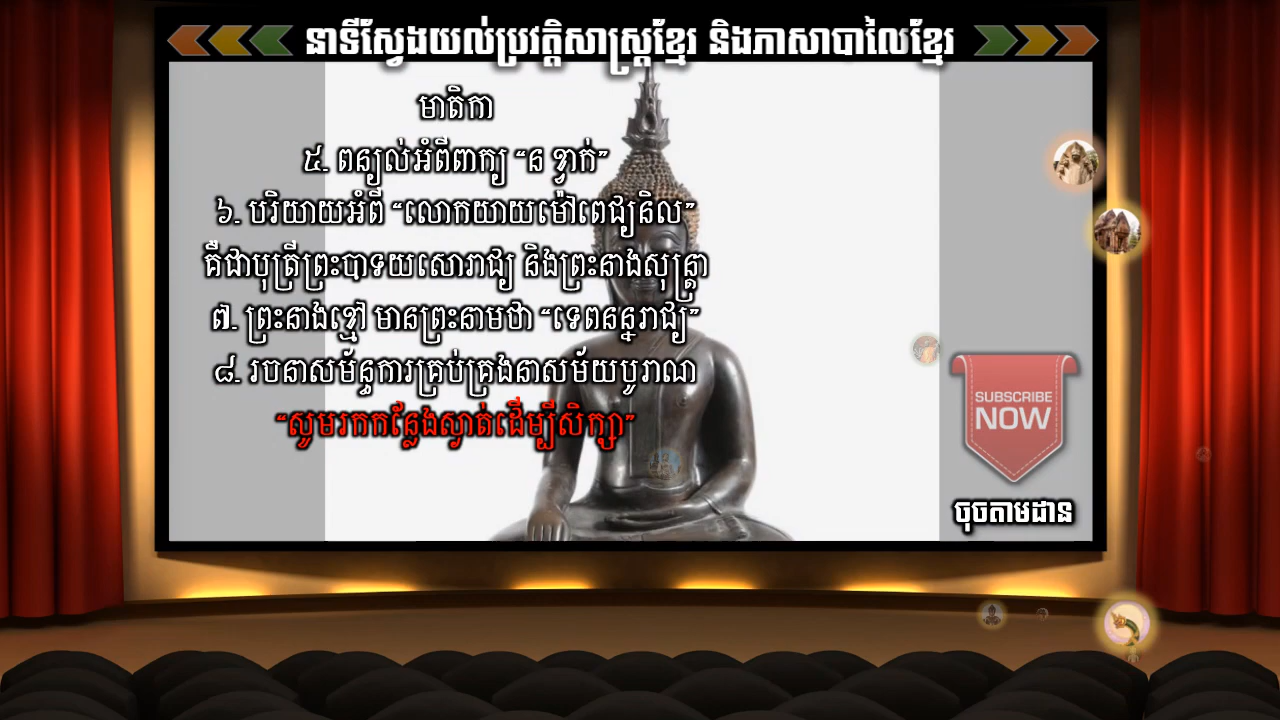 នាទីស្វែងយល់ប្រវត្តិសាស្ត្រខ្មែរ និងភាសាបាលៃខ្មែរ
មាតិកា
៥. ពន្យល់អំពីពាក្យ “ន ខ្វាក់”
៦. បរិយាយអំពី “លោកយាយម៉ៅពេជ្យនិល”
គឺជាបុត្រីព្រះបាទយសោរាជ្យ និងព្រះនាងសុន្ត្រា
៧. ព្រះនាងខ្មៅ មានព្រះនាមថា “ទេពនន្នរាជ្យ”
៨. រចនាសម័ន្ធការគ្រប់គ្រងនាសម័យបូរាណ
“សូមរកកន្លែងស្ងាត់ដើម្បីសិក្សា”
SUBSCRIBE
NOW
ចុចតាមដាន